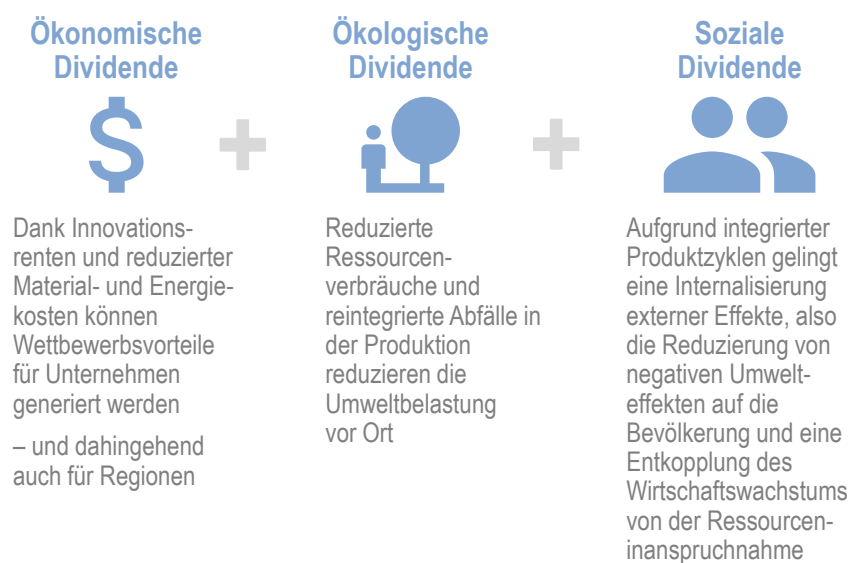 Ökonomische
Dividende
Dank Innovations-
renten und reduzierter
Material- und Energie-
kosten können
Wettbewerbsvorteile
für Unternehmen
generiert werden
– und dahingehend
auch für Regionen
Ökologische
Dividende
Reduzierte
Ressourcen-
verbräuche und
reintegrierte Abfälle in
der Produktion
reduzieren die
Umweltbelastung
vor Ort
Soziale
Dividende
Aufgrund integrierter
Produktzyklen gelingt
eine Internalisierung
externer Effekte, also
die Reduzierung von
negativen Umwelt-
effekten auf die
Bevölkerung und eine
Entkopplung des
Wirtschaftswachstums
von der Ressourcen-
inanspruchnahme